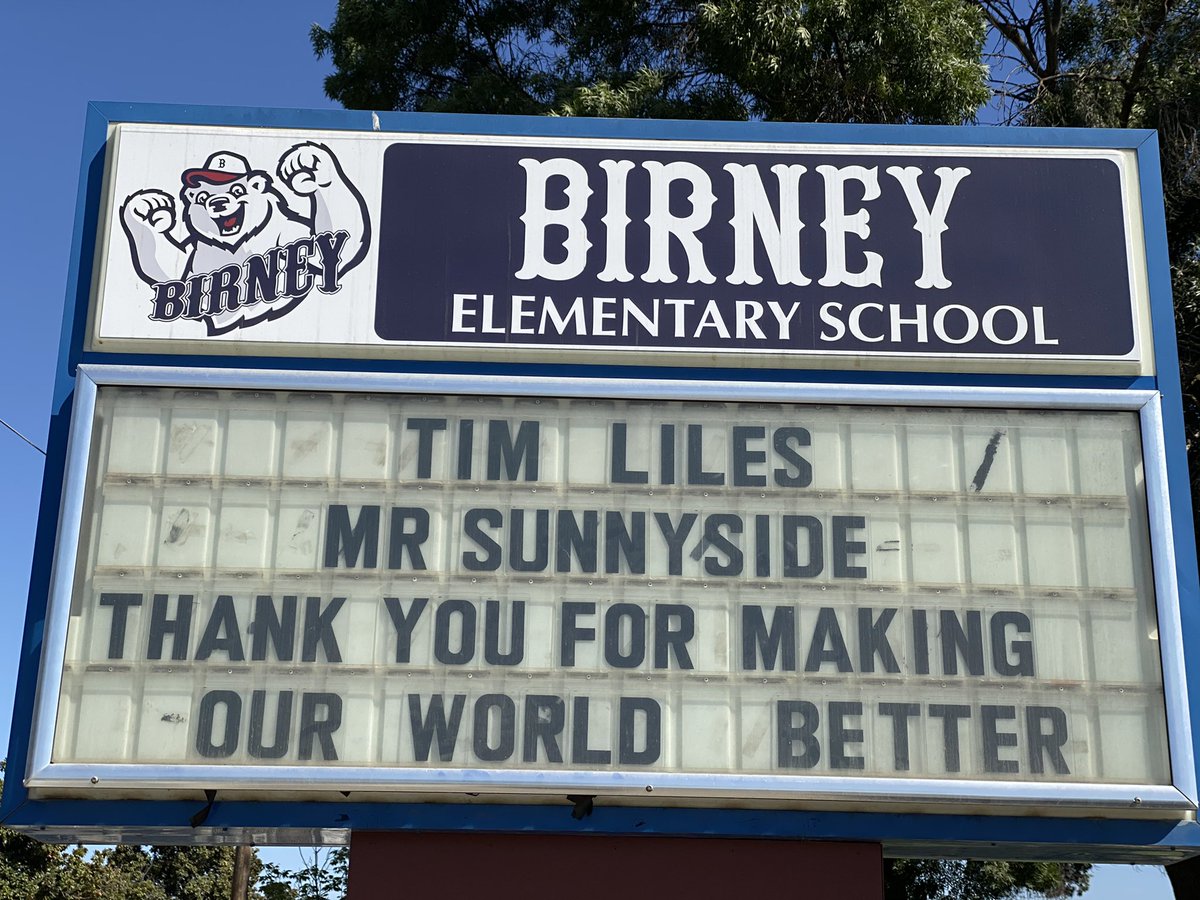 B
BIRNEY
BIRNEY
ELEMENTARY SCHOOL
TIM LILES
MR SUNNYSIDE
THANK YOU FOR MAKING
OUR WORLD BETTER